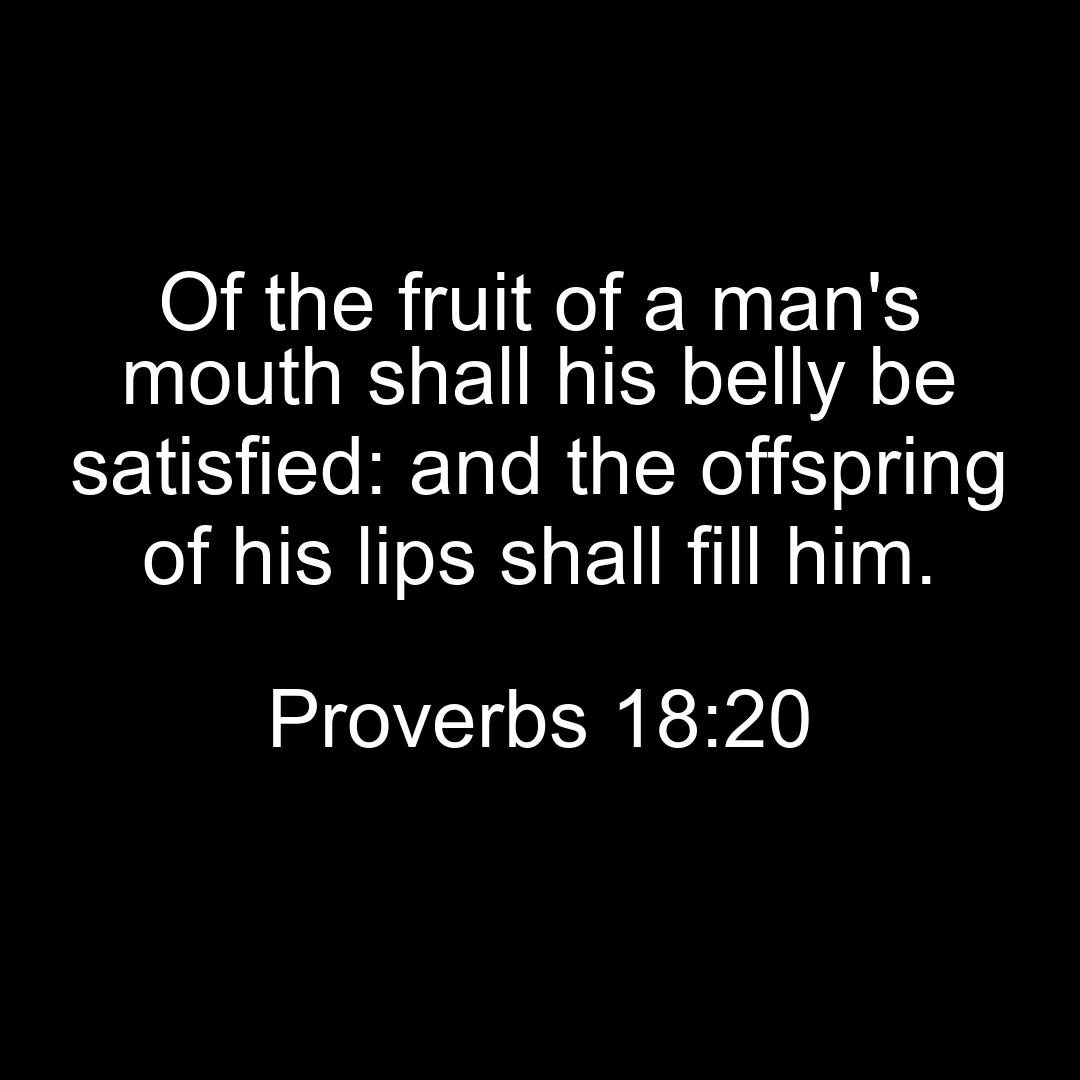 Of the fruit of a man's
mouth shall his belly be
satisfied: and the offspring
of his lips shall fill him.
Proverbs 18:20